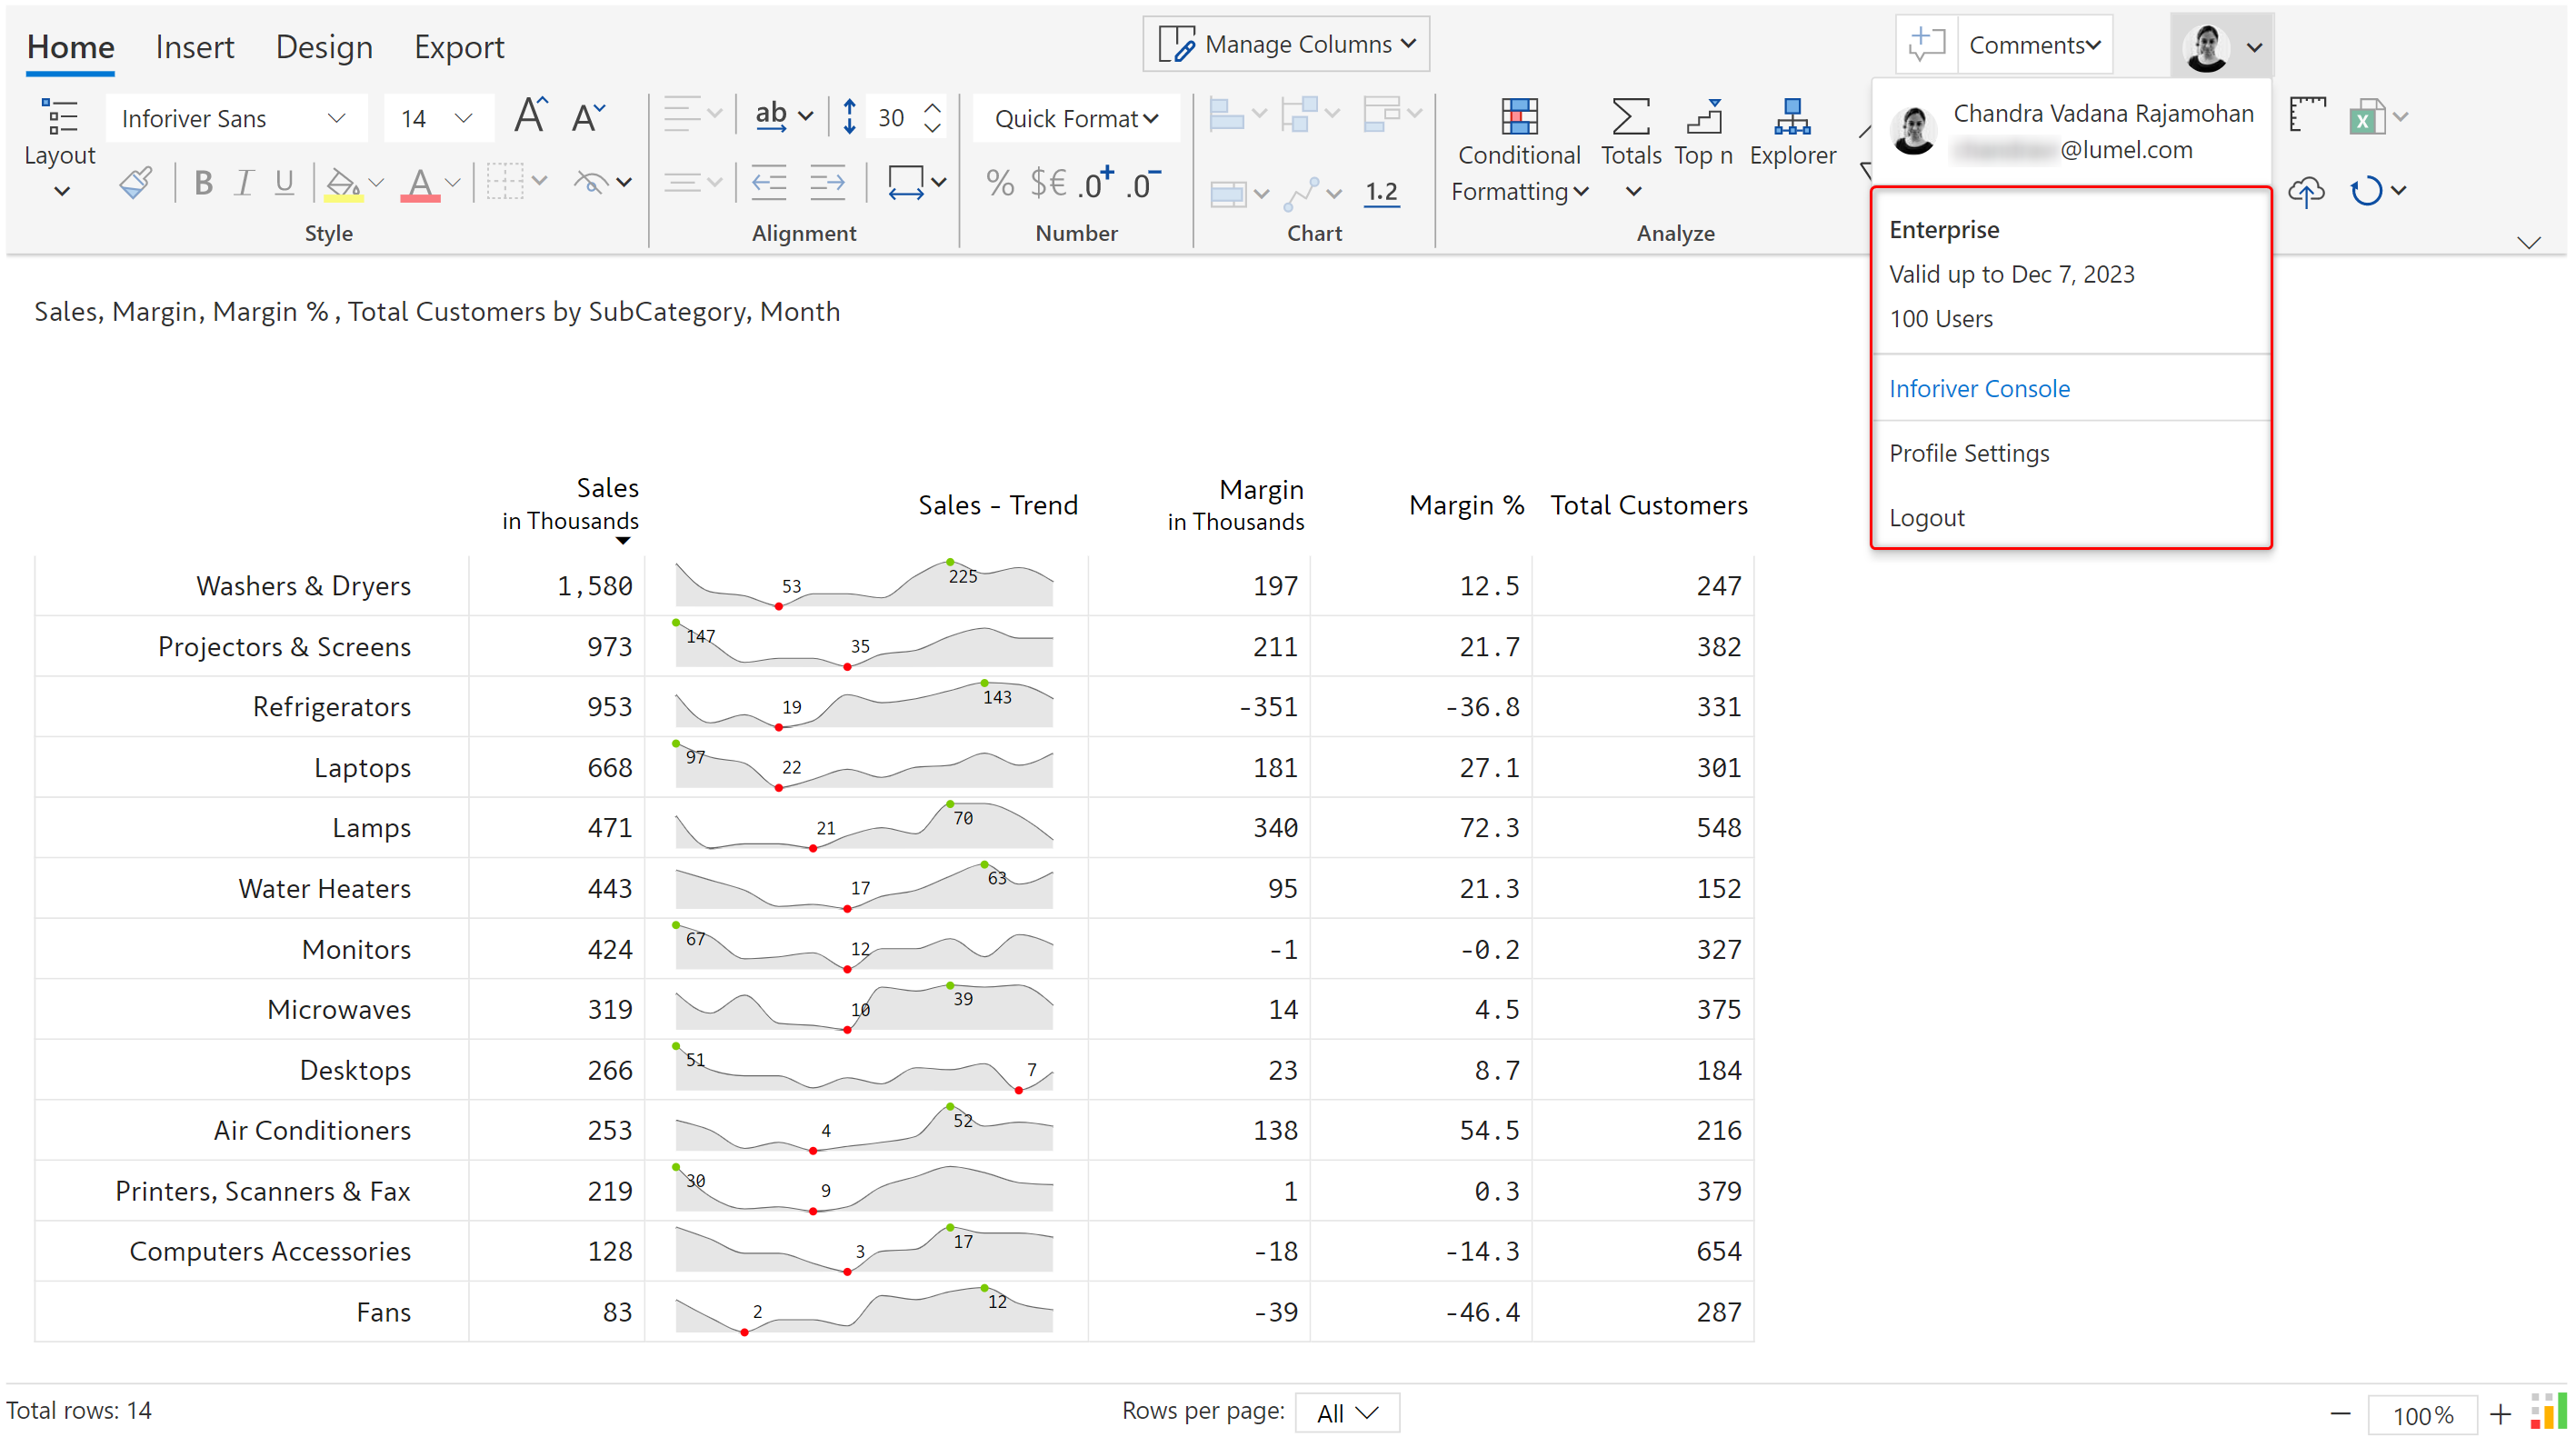 Home Insert Design Export Manage Columns Comments
Inforiver Sans 14 A A ab 30 Quick Format
Chandra Vadana Rajamohan
@lumel.com
Layout B I U A % $€ .0+ .0- 1.2
Conditional Formatting Totals Top n Explorer
Style Alignment Number Chart Analyze
Enterprise
Valid up to Dec 7, 2023
100 Users
Inforiver Console
Profile Settings
Logout
Sales, Margin, Margin % , Total Customers by SubCategory, Month
Sales in Thousands Sales - Trend Margin in Thousands Margin % Total Customers
Washers & Dryers 1,580 53 225 197 12.5 247
Projectors & Screens 973 147 35 211 21.7 382
Refrigerators 953 19 143 -351 -36.8 331
Laptops 668 97 22 181 27.1 301
Lamps 471 21 70 340 72.3 548
Water Heaters 443 17 63 95 21.3 152
Monitors 424 67 12 -1 -0.2 327
Microwaves 319 10 39 14 4.5 375
Desktops 266 51 7 23 8.7 184
Air Conditioners 253 4 52 138 54.5 216
Printers, Scanners & Fax 219 30 9 1 0.3 379
Computers Accessories 128 3 17 -18 -14.3 654
Fans 83 2 12 -39 -46.4 287
Total rows: 14 Rows per page: All 100%